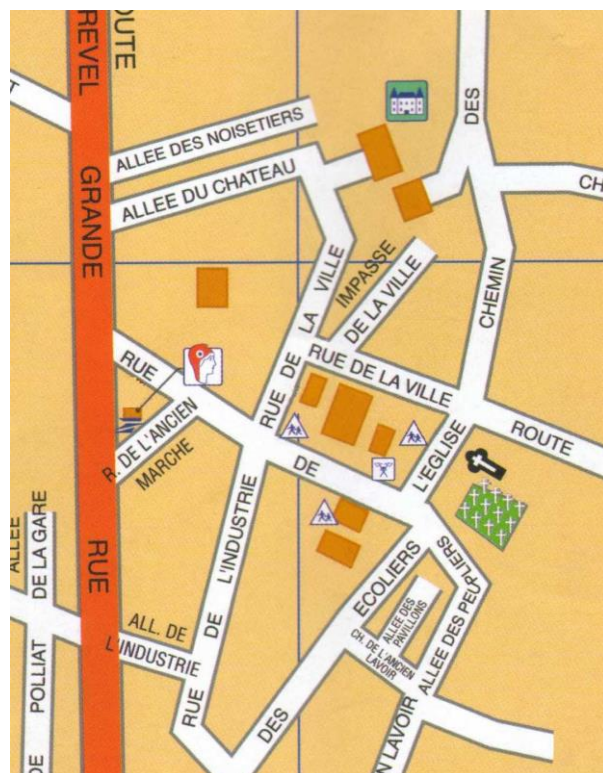 ROUTE
REVEL
GRANDE
RUE
ALLEE DES NOISETIERS
ALLEE DU CHATEAU
DES
CH
CHEMIN
IMPASSE
DE LA VILLE
RUE DE LA VILLE
RUE DE LA VILLE
ROUTE
RUE
DE
L'EGLISE
R. DE L'ANCIEN
MARCHE
RUE DE L'INDUSTRIE
ALL. DE
L'INDUSTRIE
ALLEE
DE LA GARE
DE POLLIAT
DES ECOLIERS
ALLEE DES
PAVILLONS
CH. DE L'ANCIEN
LAVOIR
ALLEE DES PEUPLIERS
N LAVOIR